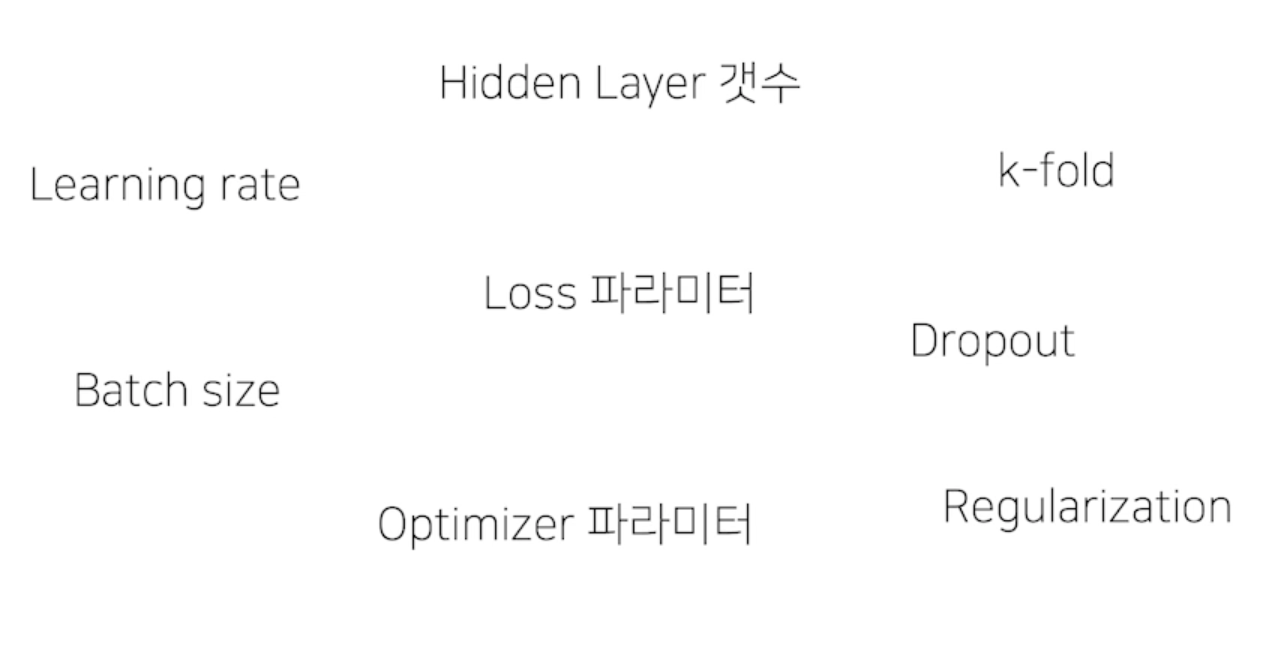 Hidden Layer 갯수
Learning rate
k-fold
Loss 파라미터
Dropout
Batch size
Optimizer 파라미터
Regularization